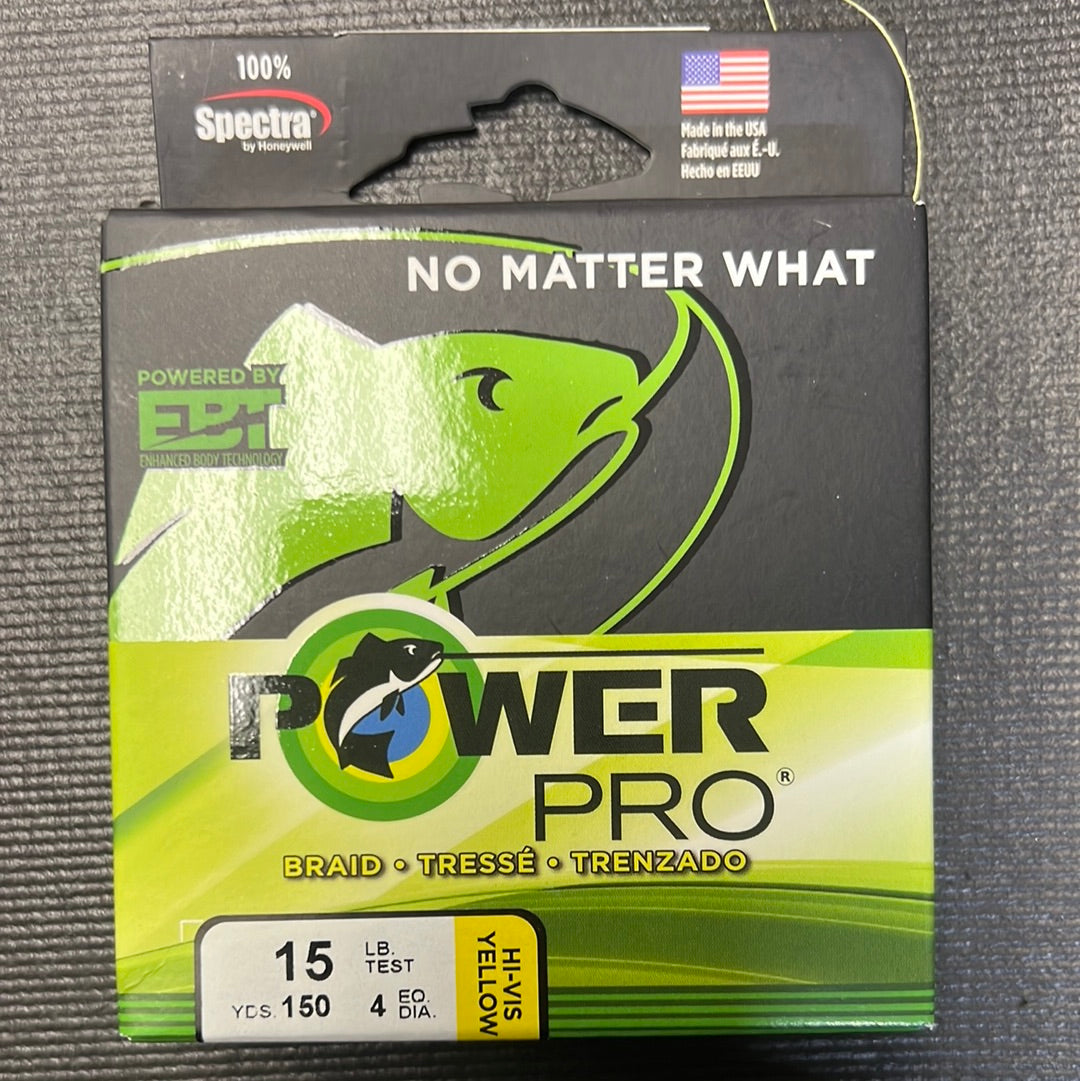 100%
Spectra®
by Honeywell
Made in the USA
Fabriqué aux É.-U.
Hecho en EEUU
NO MATTER WHAT
POWERED BY
EBT
ENHANCED BODY TECHNOLOGY
POWER
PRO®
BRAID • TRESSÉ • TRENZADO
15 LB. TEST
YDS. 150 4 EQ. DIA.
HI-VIS
YELLOW